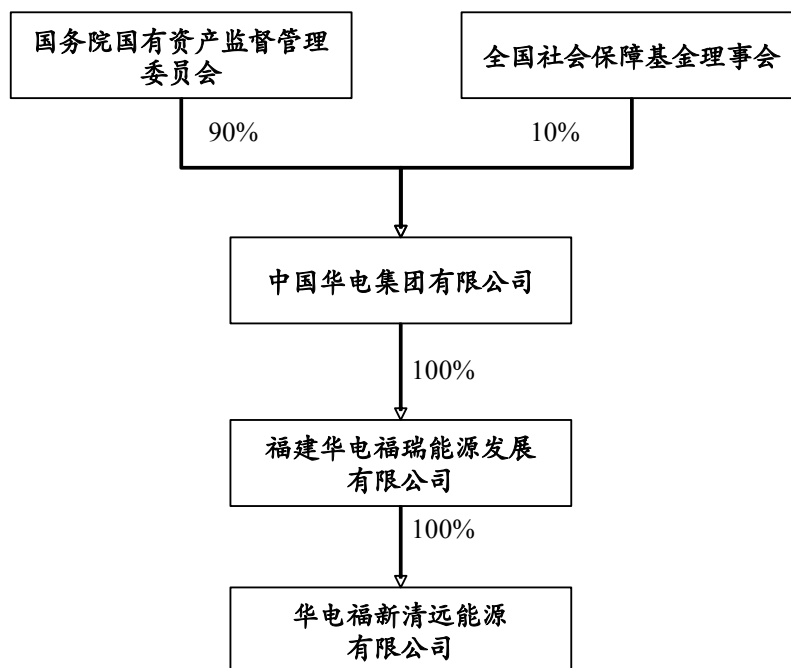 国务院国有资产监督管理
委员会
全国社会保障基金理事会
90%
10%
中国华电集团有限公司
100%
福建华电福瑞能源发展
有限公司
100%
华电福新清远能源
有限公司